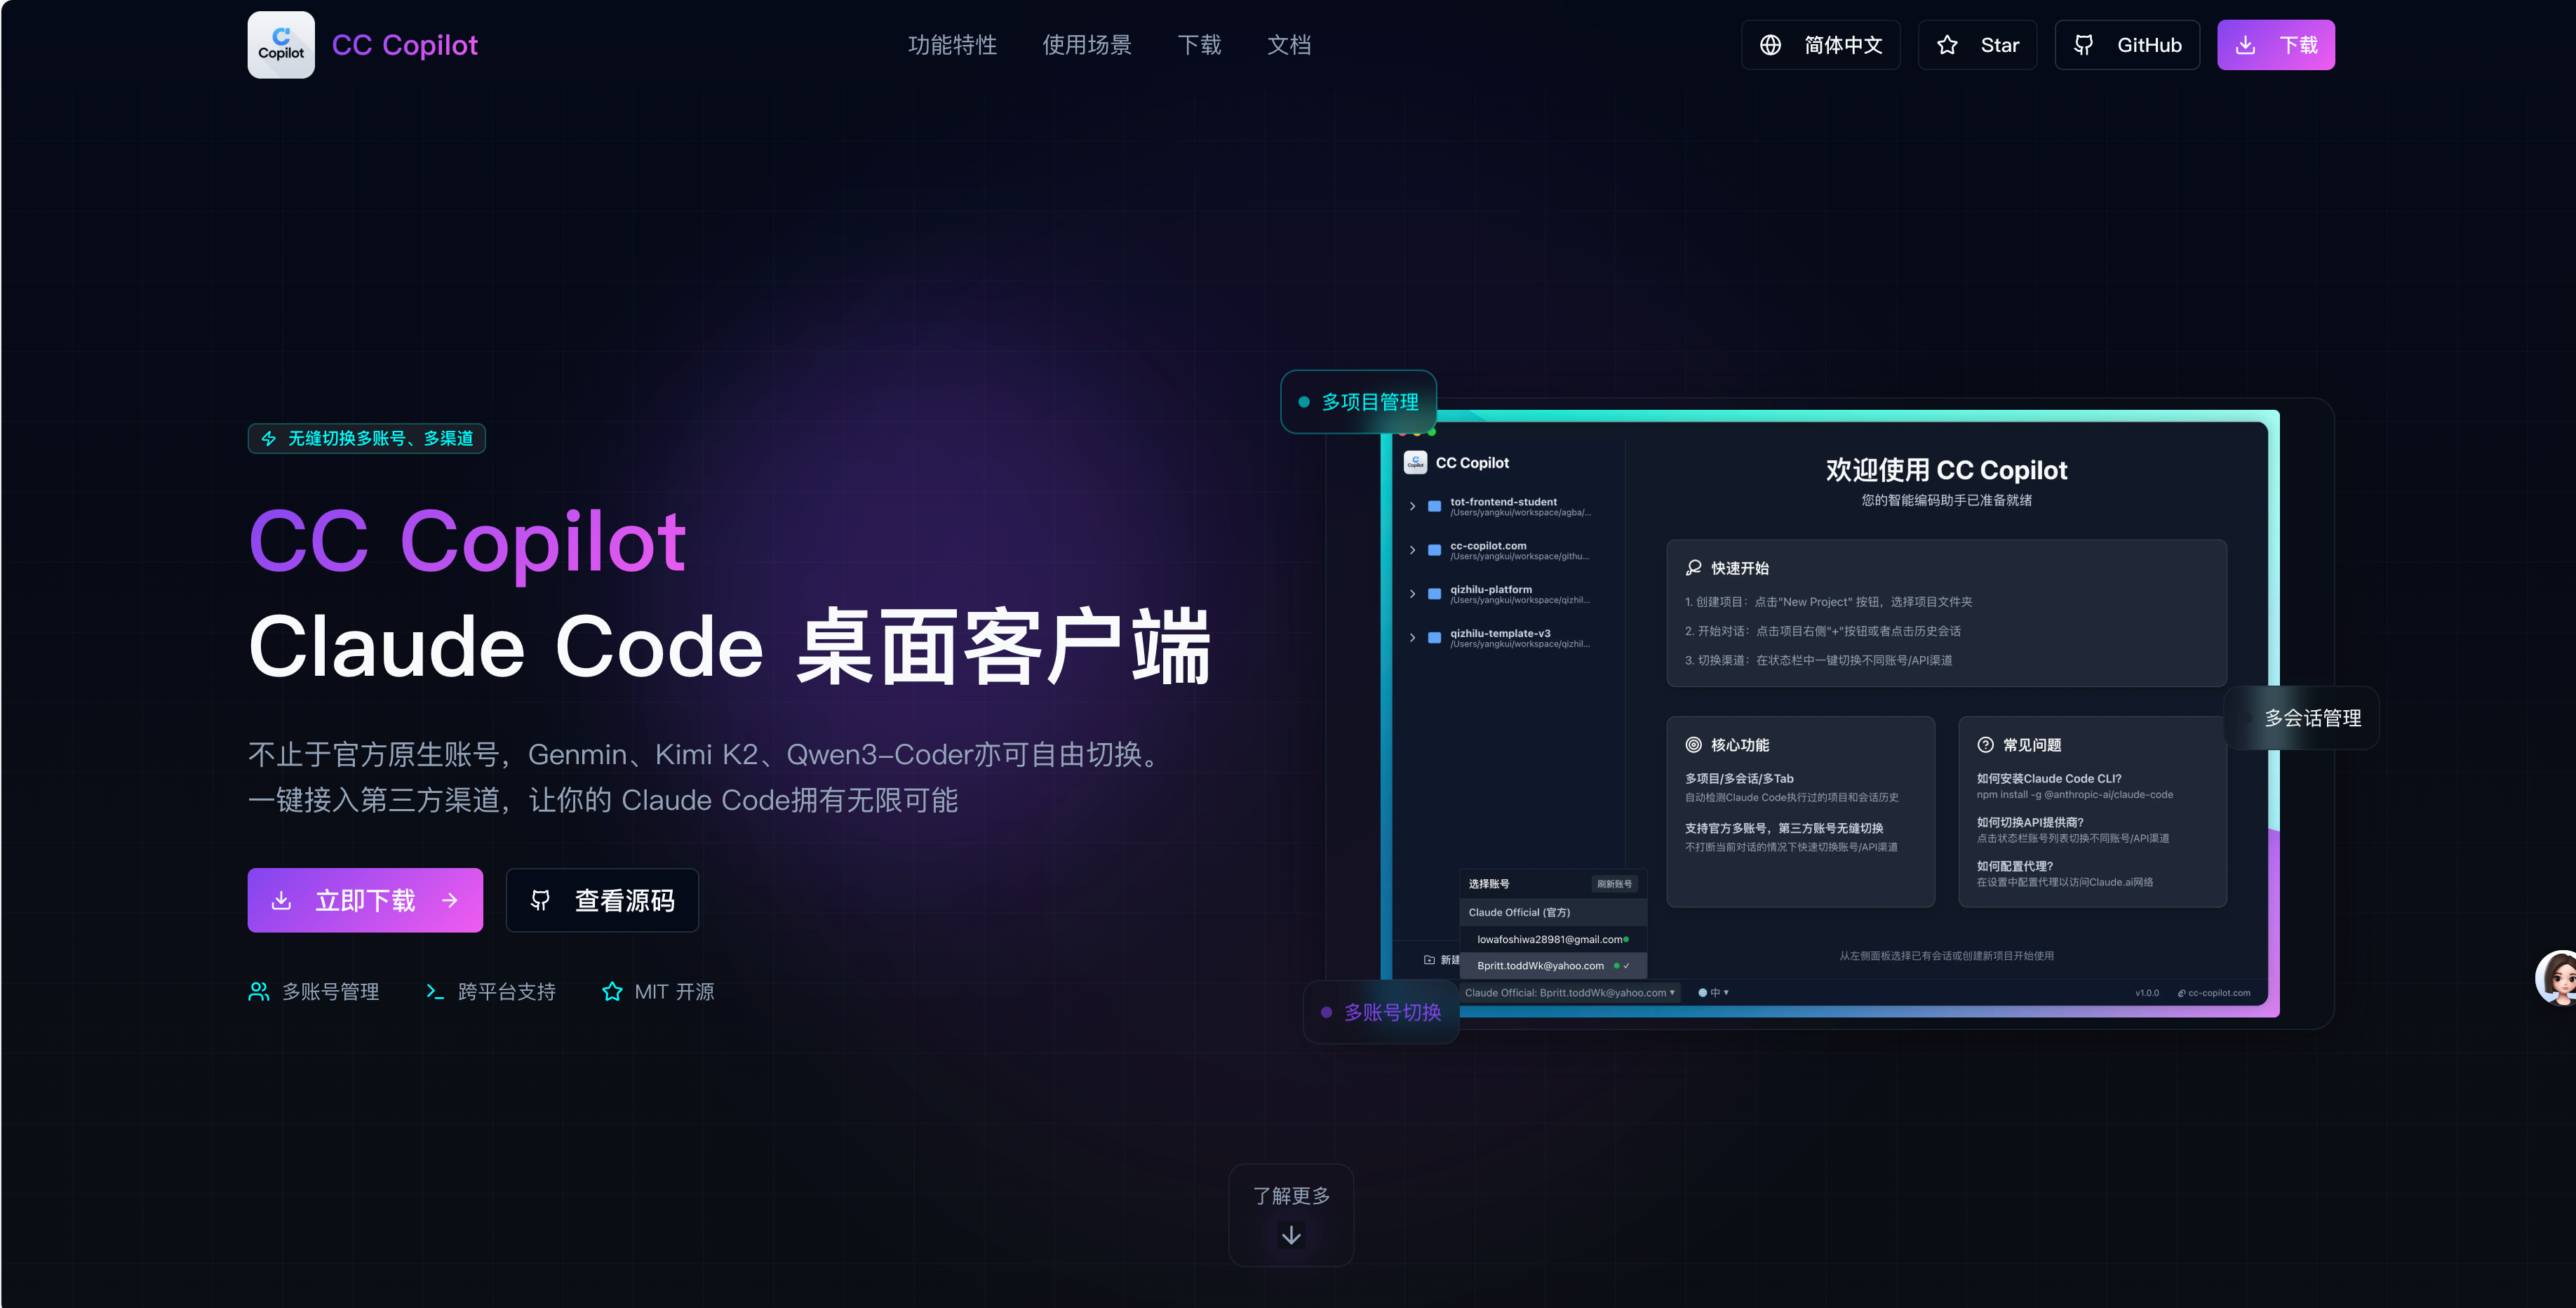 Copilot
CC Copilot
功能特性
使用场景
下载
文档
简体中文
Star
GitHub
下载
无缝切换多账号、多渠道
CC Copilot
Claude Code 桌面客户端
不止于官方原生账号，Genmin、Kimi K2、Qwen3-Coder亦可自由切换。
一键接入第三方渠道，让你的 Claude Code拥有无限可能
立即下载
查看源码
多账号管理
跨平台支持
MIT 开源
多项目管理
Copilot
CC Copilot
tot-frontend-student
/Users/yangkui/workspace/agba/...
cc-copilot.com
/Users/yangkui/workspace/githu...
qizhilu-platform
/Users/yangkui/workspace/qizhil...
qizhilu-template-v3
/Users/yangkui/workspace/qizhil...
欢迎使用 CC Copilot
您的智能编码助手已准备就绪
快速开始
1. 创建项目：点击"New Project" 按钮，选择项目文件夹
2. 开始对话：点击项目右侧"+"按钮或者点击历史会话
3. 切换渠道：在状态栏中一键切换不同账号/API渠道
多会话管理
核心功能
多项目/多会话/多Tab
自动检测Claude Code执行过的项目和会话历史
支持官方多账号，第三方账号无缝切换
不打断当前对话的情况下快速切换账号/API渠道
常见问题
如何安装Claude Code CLI?
npm install -g @anthropic-ai/claude-code
如何切换API提供商?
点击状态栏账号列表切换不同账号/API渠道
如何配置代理?
在设置中配置代理以访问Claude.ai网络
选择账号
刷新账号
Claude Official (官方)
lowafoshiwa28981@gmail.com
Bpritt.toddWk@yahoo.com
新建
从左侧面板选择已有会话或创建新项目开始使用
Claude Official: Bpritt.toddWk@yahoo.com
中
v1.0.0
cc-copilot.com
多账号切换
了解更多